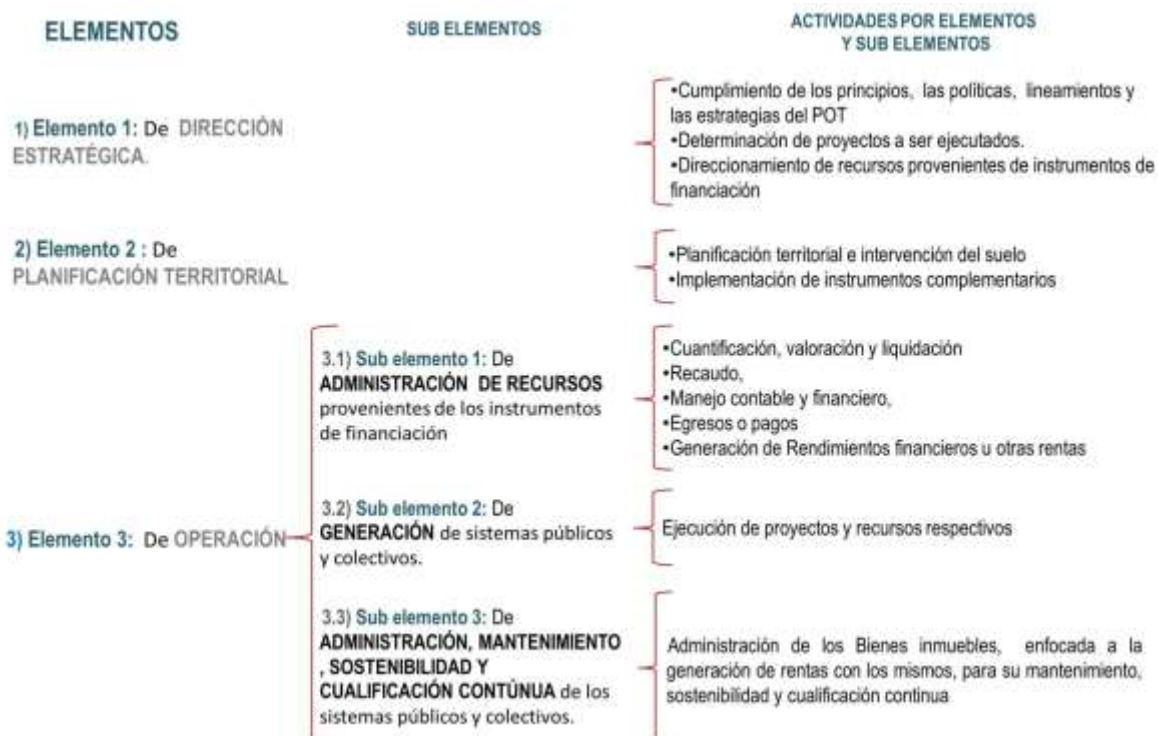 ELEMENTOS
SUB ELEMENTOS
ACTIVIDADES POR ELEMENTOS
Y SUB ELEMENTOS
1) Elemento 1: De DIRECCIÓN
ESTRATÉGICA.
•Cumplimiento de los principios, las políticas, lineamientos y
las estrategias del POT
•Determinación de proyectos a ser ejecutados.
•Direccionamiento de recursos provenientes de instrumentos de
financiación
2) Elemento 2 : De
PLANIFICACIÓN TERRITORIAL
•Planificación territorial e intervención del suelo
•Implementación de instrumentos complementarios
3) Elemento 3: De OPERACIÓN
3.1) Sub elemento 1: De
ADMINISTRACIÓN DE RECURSOS
provenientes de los instrumentos
de financiación
•Cuantificación, valoración y liquidación
•Recaudo,
•Manejo contable y financiero,
•Egresos o pagos
•Generación de Rendimientos financieros u otras rentas
3.2) Sub elemento 2: De
GENERACIÓN de sistemas públicos
y colectivos.
Ejecución de proyectos y recursos respectivos
3.3) Sub elemento 3: De
ADMINISTRACIÓN, MANTENIMIENTO
, SOSTENIBILIDAD Y
CUALIFICACIÓN CONTÚNUA de los
sistemas públicos y colectivos.
Administración de los Bienes inmuebles, enfocada a la
generación de rentas con los mismos, para su mantenimiento,
sostenibilidad y cualificación continua